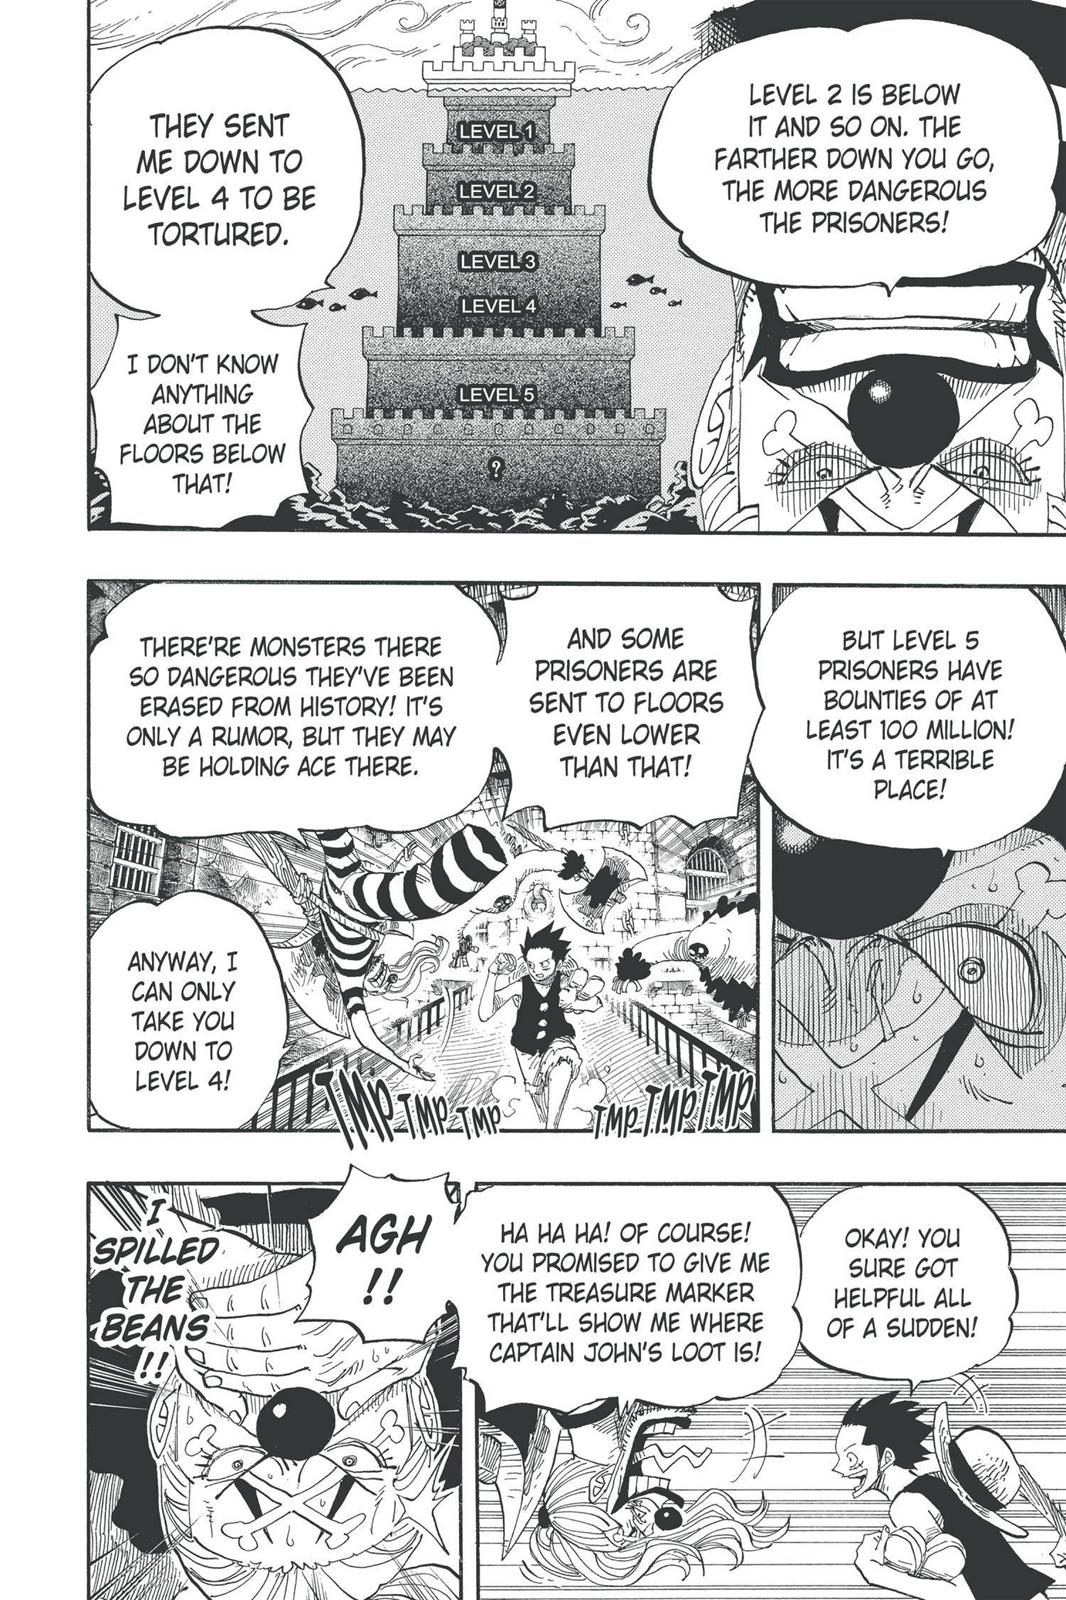 LEVEL 2 IS BELOW
IT AND SO ON. THE
FARTHER DOWN YOU GO,
THE MORE DANGEROUS
THE PRISONERS!
LEVEL 1
LEVEL 2
LEVEL 3
LEVEL 4
LEVEL 5
?
THEY SENT
ME DOWN TO
LEVEL 4 TO BE
TORTURED.
I DON'T KNOW
ANYTHING
ABOUT THE
FLOORS BELOW
THAT!
BUT LEVEL 5
PRISONERS HAVE
BOUNTIES OF AT
LEAST 100 MILLION!
IT'S A TERRIBLE
PLACE!
AND SOME
PRISONERS ARE
SENT TO FLOORS
EVEN LOWER
THAN THAT!
THERE'RE MONSTERS THERE
SO DANGEROUS THEY'VE BEEN
ERASED FROM HISTORY! IT'S
ONLY A RUMOR, BUT THEY MAY
BE HOLDING ACE THERE.
ANYWAY, I
CAN ONLY
TAKE YOU
DOWN TO
LEVEL 4!
TMP TMP TMP
TMP TMP TMP
OKAY! YOU
SURE GOT
HELPFUL ALL
OF A SUDDEN!
HA HA HA! OF COURSE!
YOU PROMISED TO GIVE ME
THE TREASURE MARKER
THAT'LL SHOW ME WHERE
CAPTAIN JOHN'S LOOT IS!
AGH
!!
I
SPILLED
THE
BEANS
!!